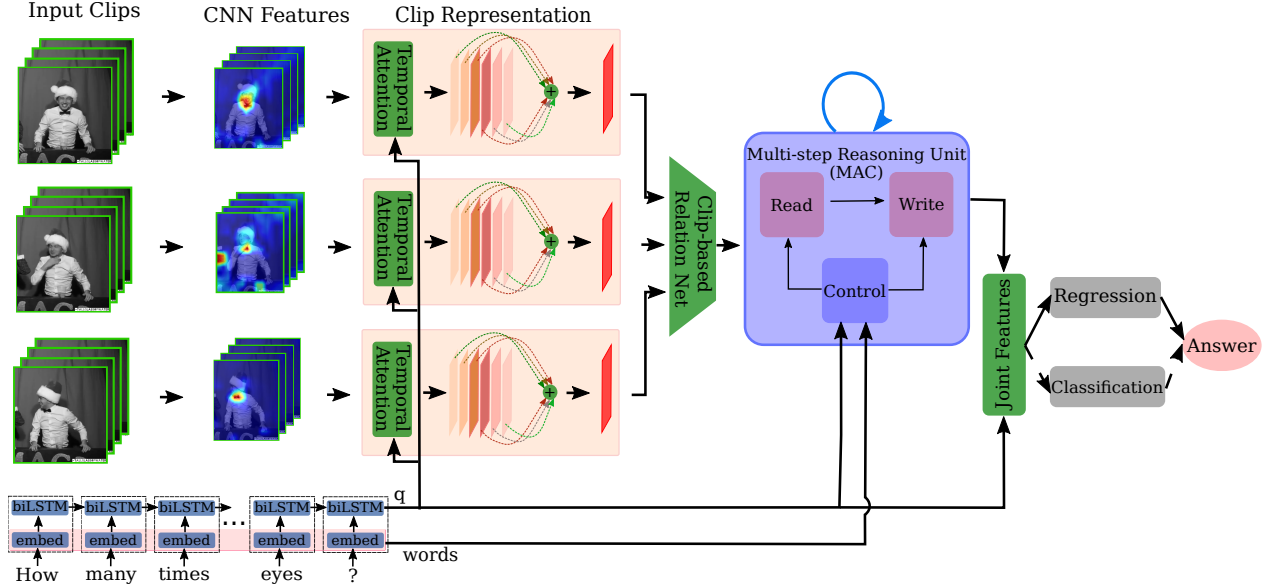 Input Clips
CNN Features
Clip Representation
Temporal
Attention
+
Temporal
Attention
+
Temporal
Attention
+
Clip-based
Relation Net
Multi-step Reasoning Unit
(MAC)
Read
Write
Control
Joint Features
Regression
Classification
Answer
q
biLSTM
biLSTM
biLSTM
...
biLSTM
biLSTM
embed
embed
embed
embed
embed
words
How
many
times
eyes
?